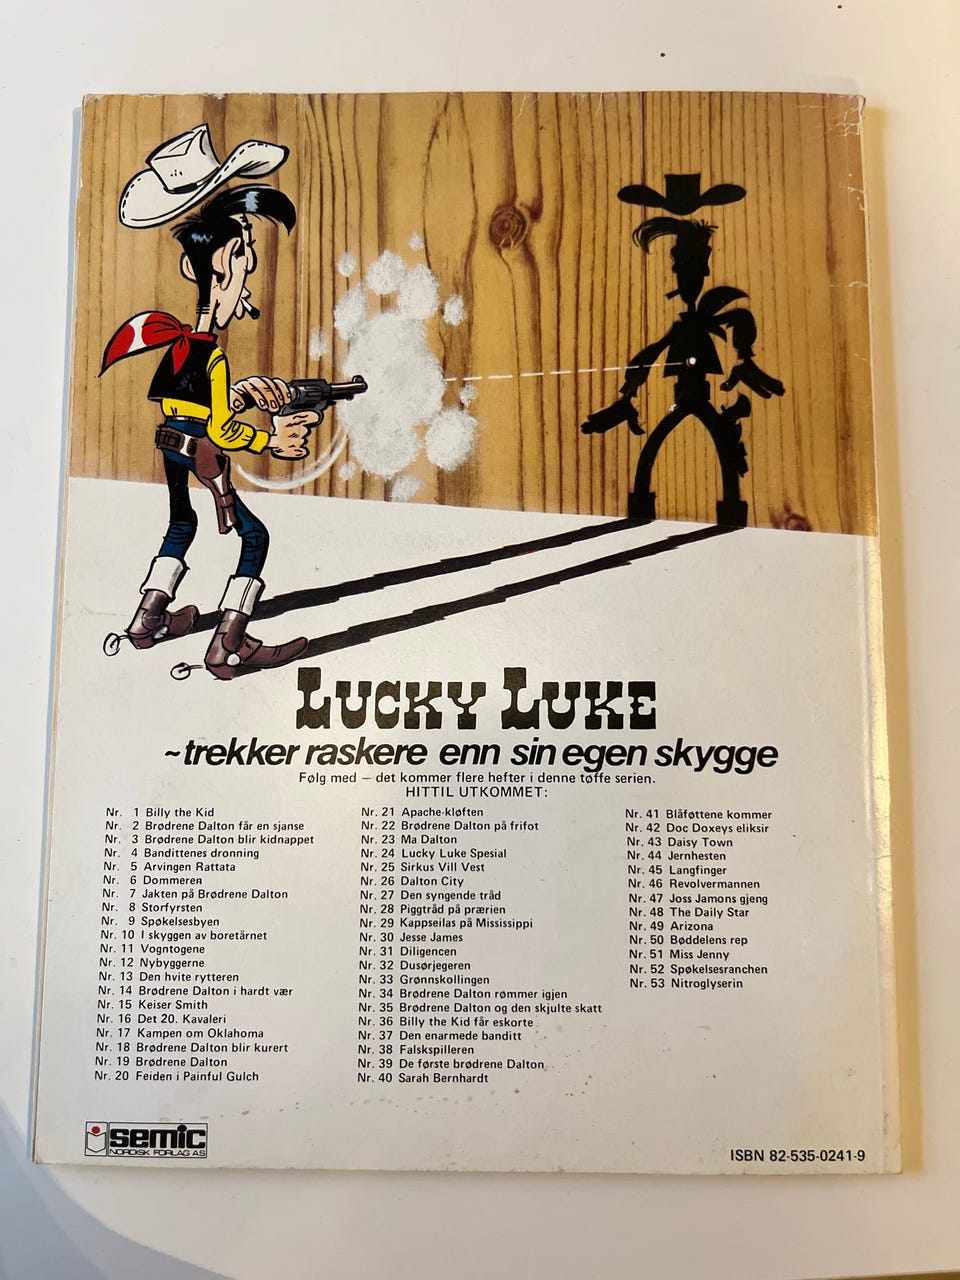 LUCKY LUKE
~trekker raskere enn sin egen skygge
Følg med — det kommer flere hefter i denne tøffe serien.
HITTIL UTKOMMET:
Nr. 1 Billy the Kid
Nr. 2 Brødrene Dalton får en sjanse
Nr. 3 Brødrene Dalton blir kidnappet
Nr. 4 Bandittenes dronning
Nr. 5 Arvingen Rattata
Nr. 6 Dommeren
Nr. 7 Jakten på Brødrene Dalton
Nr. 8 Storfyrsten
Nr. 9 Spøkelsesbyen
Nr. 10 I skyggen av boretårnet
Nr. 11 Vogntogene
Nr. 12 Nybyggerne
Nr. 13 Den hvite rytteren
Nr. 14 Brødrene Dalton i hardt vær
Nr. 15 Keiser Smith
Nr. 16 Det 20. Kavaleri
Nr. 17 Kampen om Oklahoma
Nr. 18 Brødrene Dalton blir kurert
Nr. 19 Brødrene Dalton
Nr. 20 Feiden i Painful Gulch
Nr. 21 Apache-kløften
Nr. 22 Brødrene Dalton på frifot
Nr. 23 Ma Dalton
Nr. 24 Lucky Luke Spesial
Nr. 25 Sirkus Vill Vest
Nr. 26 Dalton City
Nr. 27 Den syngende tråd
Nr. 28 Piggtråd på prærien
Nr. 29 Kappseilas på Mississippi
Nr. 30 Jesse James
Nr. 31 Diligencen
Nr. 32 Dusørjegeren
Nr. 33 Grønnskollingen
Nr. 34 Brødrene Dalton rømmer igjen
Nr. 35 Brødrene Dalton og den skjulte skatt
Nr. 36 Billy the Kid får eskorte
Nr. 37 Den enarmede banditt
Nr. 38 Falskspilleren
Nr. 39 De første brødrene Dalton
Nr. 40 Sarah Bernhardt
Nr. 41 Blåføttene kommer
Nr. 42 Doc Doxeys eliksir
Nr. 43 Daisy Town
Nr. 44 Jernhesten
Nr. 45 Langfinger
Nr. 46 Revolvermannen
Nr. 47 Joss Jamons gjeng
Nr. 48 The Daily Star
Nr. 49 Arizona
Nr. 50 Bøddelens rep
Nr. 51 Miss Jenny
Nr. 52 Spøkelsesranchen
Nr. 53 Nitroglyserin
semic
NORDISK FORLAG AS
ISBN 82-535-0241-9